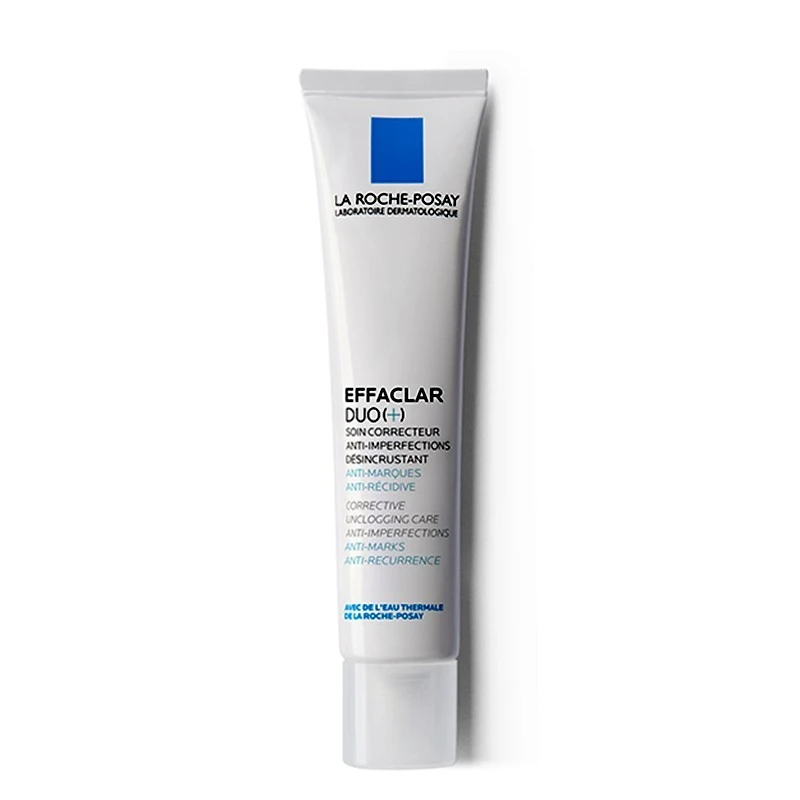 LA ROCHE-POSAY
LABORATOIRE DERMATOLOGIQUE
EFFACLAR
DUO(+)
SOIN CORRECTEUR
ANTI-IMPERFECTIONS
DÉSINCRUSTANT
ANTI-MARQUES
ANTI-RÉCIDIVE
CORRECTIVE
UNCLOGGING CARE
ANTI-IMPERFECTIONS
ANTI-MARKS
ANTI-RECURRENCE
AVEC DE L'EAU THERMALE
DE LA ROCHE-POSAY